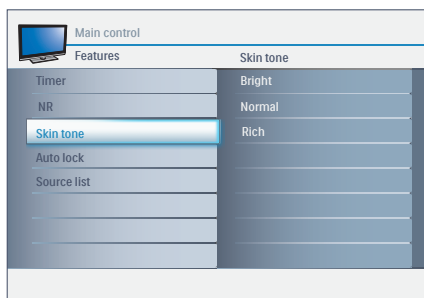 Main control
Features
Skin tone
Timer
Bright
NR
Normal
Skin tone
Rich
Auto lock
Source list